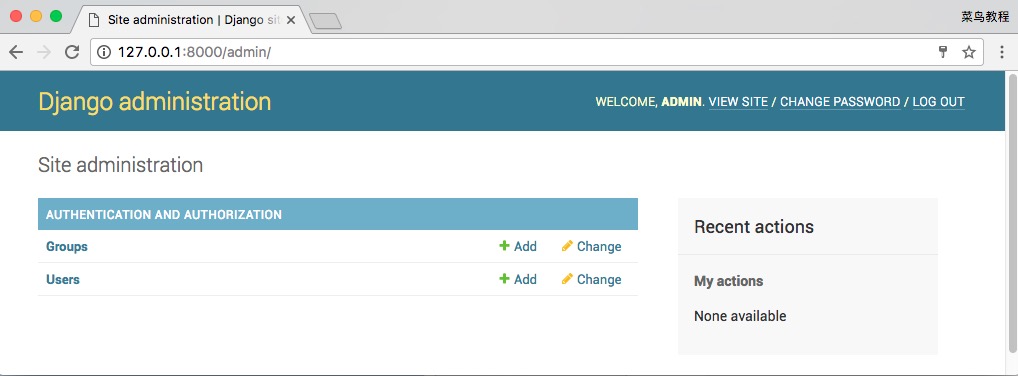 Site administration | Django sit
菜鸟教程
127.0.0.1:8000/admin/
Django administration
WELCOME, ADMIN. VIEW SITE / CHANGE PASSWORD / LOG OUT
Site administration
AUTHENTICATION AND AUTHORIZATION
Groups Add Change
Users Add Change
Recent actions
My actions
None available